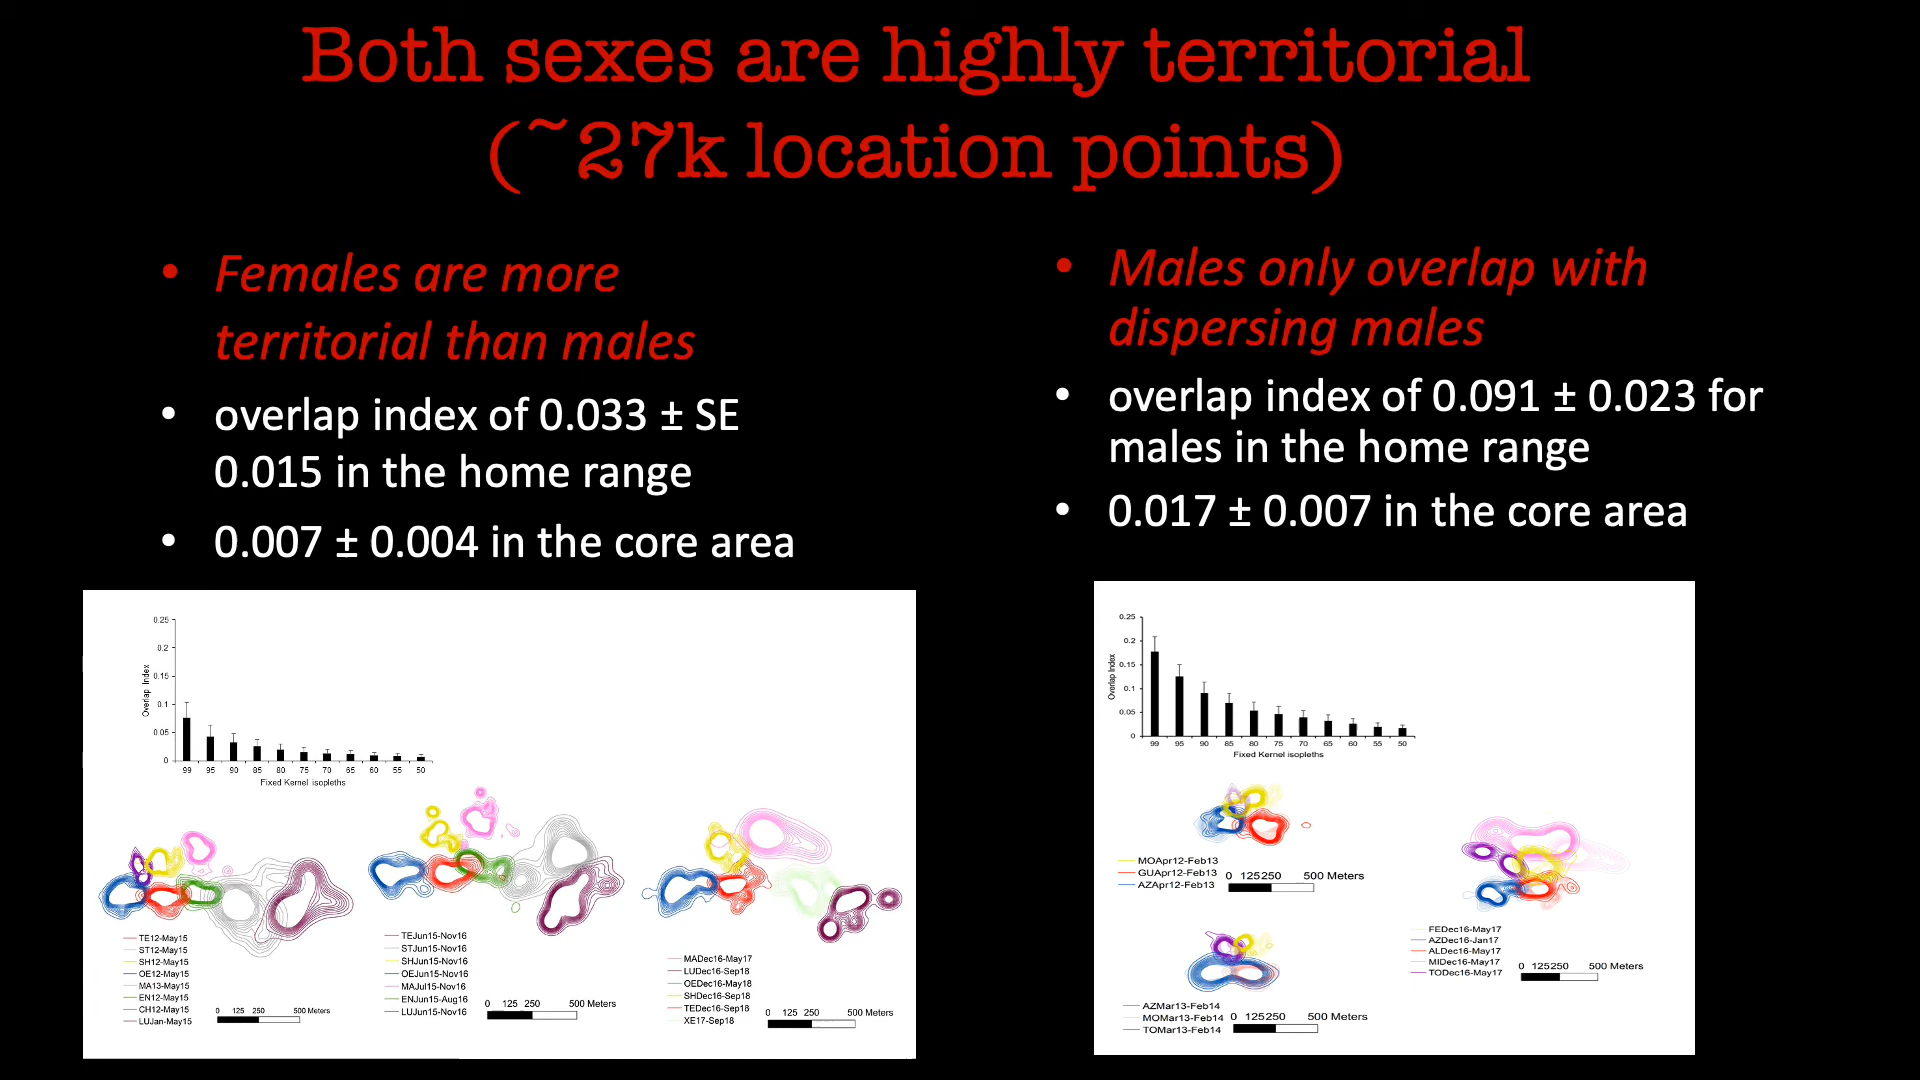 Both sexes are highly territorial
(~27k location points)
• Females are more
territorial than males
• overlap index of 0.033 ± SE
0.015 in the home range
• 0.007 ± 0.004 in the core area
• Males only overlap with
dispersing males
• overlap index of 0.091 ± 0.023 for
males in the home range
• 0.017 ± 0.007 in the core area
0.25
0.2
0.15
0.1
0.05
0
Overlap Index
99 95 90 85 80 75 70 65 60 55 50
Fixed Kernel isopleths
TE12-May15
ST12-May15
SH12-May15
OE12-May15
MA13-May15
EN12-May15
CH12-May15
LUJan-May15
0 125 250 500 Meters
TEJun15-Nov16
STJun15-Nov16
SHJun15-Nov16
OEJun15-Nov16
MAJul15-Nov16
ENJun15-Aug16
LUJun15-Nov16
0 125 250 500 Meters
MADec16-May17
LUDec16-Sep18
OEDec16-May18
SHDec16-Sep18
TEDec16-Sep18
XE17-Sep18
0 125 250 500 Meters
0.25
0.2
0.15
0.1
0.05
0
Overlap Index
99 95 90 85 80 75 70 65 60 55 50
Fixed Kernel isopleths
MOApr12-Feb13
GUApr12-Feb13
AZApr12-Feb13
0 125250 500 Meters
AZMar13-Feb14
MOMar13-Feb14
TOMar13-Feb14
0 125250 500 Meters
FEDec16-May17
AZDec16-Jan17
ALDec16-May17
MIDec16-May17
TODec16-May17
0 125250 500 Meters